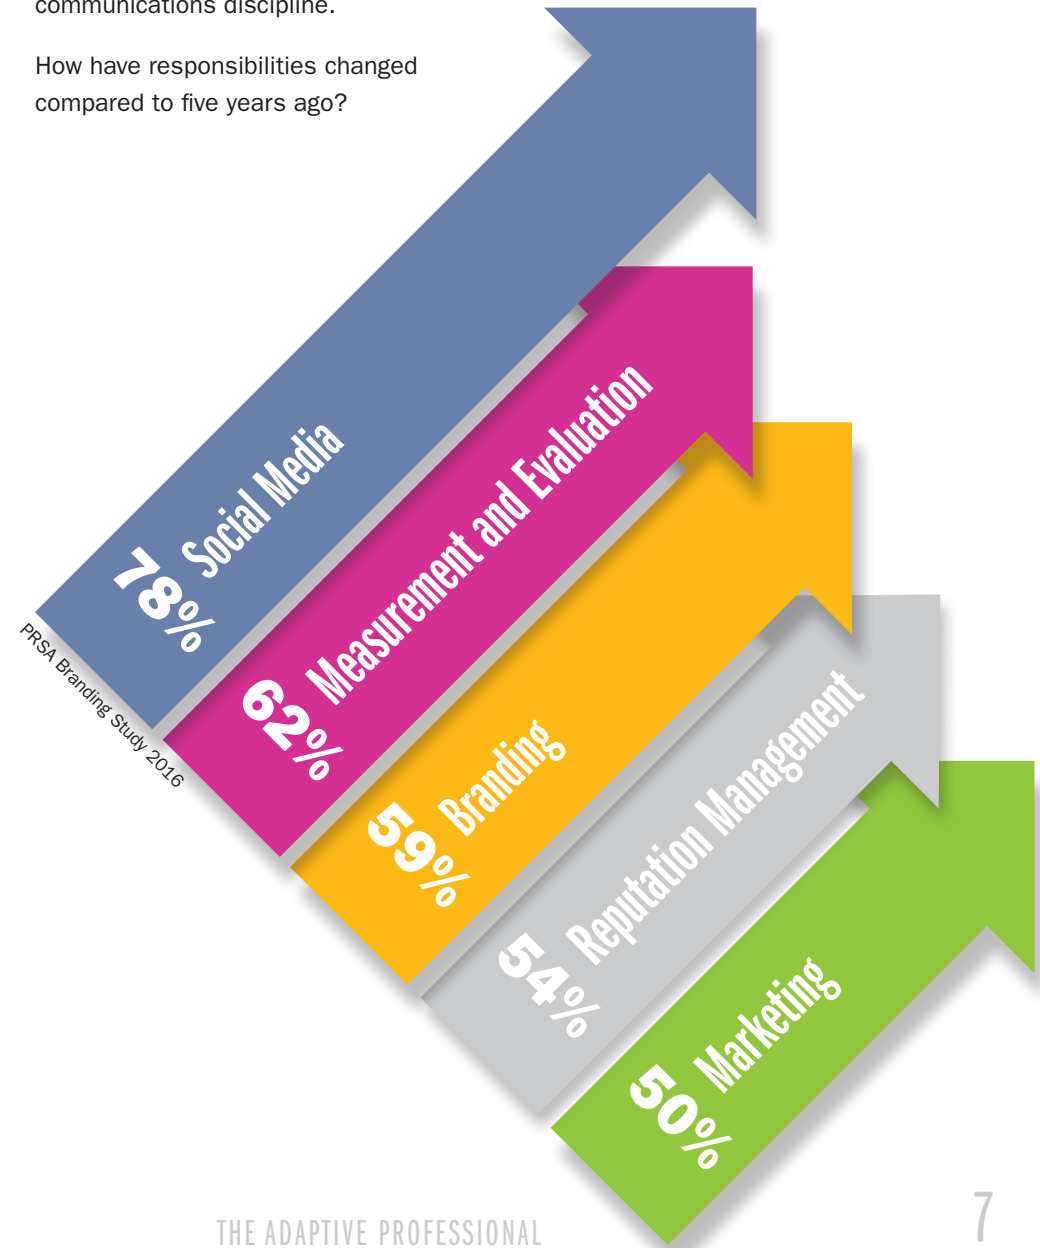 communications discipline.
How have responsibilities changed
compared to five years ago?
78% Social Media
62% Measurement and Evaluation
59% Branding
54% Reputation Management
50% Marketing
PRSA Branding Study 2016
THE ADAPTIVE PROFESSIONAL
7